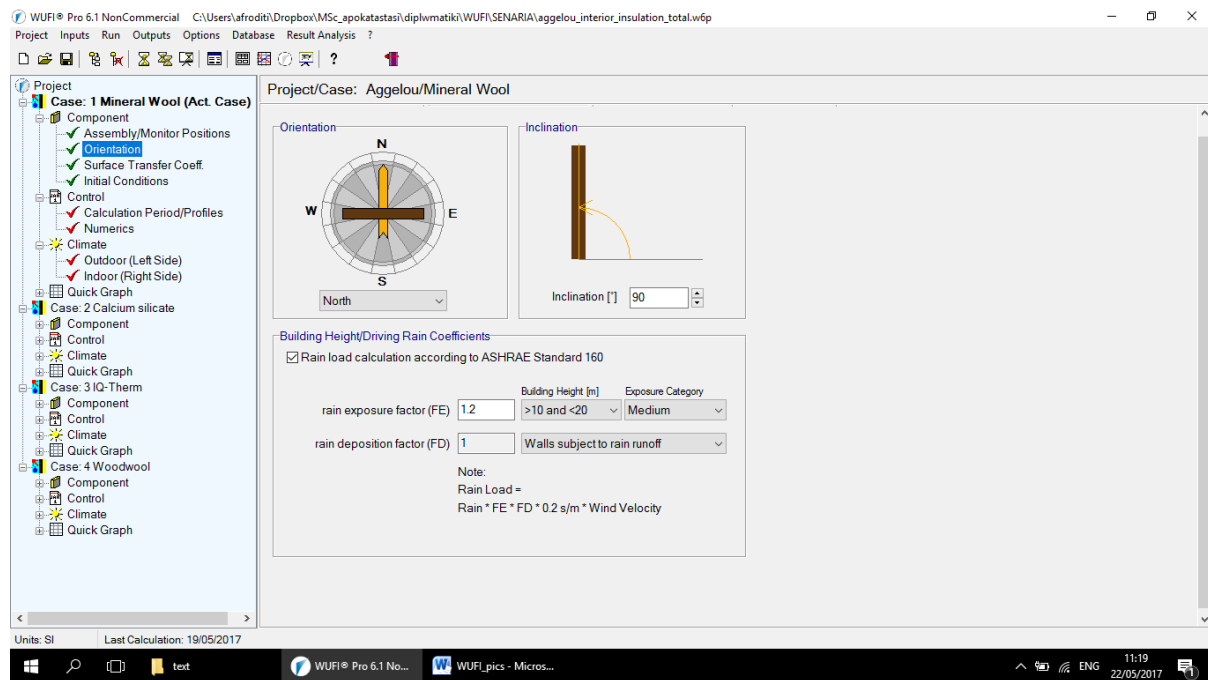 WUFI® Pro 6.1 NonCommercial C:\Users\afroditi\Dropbox\MSc_apokatastasi\diplwmatiki\WUFI\SENARIA\aggelou_interior_insulation_total.w6p
Project Inputs Run Outputs Options Database Result Analysis ?
?
Project
Case: 1 Mineral Wool (Act. Case)
Component
Assembly/Monitor Positions
Orientation
Surface Transfer Coeff.
Initial Conditions
Control
Calculation Period/Profiles
Numerics
Climate
Outdoor (Left Side)
Indoor (Right Side)
Quick Graph
Case: 2 Calcium silicate
Component
Control
Climate
Quick Graph
Case: 3 IQ-Therm
Component
Control
Climate
Quick Graph
Case: 4 Woodwool
Component
Control
Climate
Quick Graph
Project/Case: Aggelou/Mineral Wool
Orientation
N
W
E
S
North
Inclination
Inclination [°] 90
Building Height/Driving Rain Coefficients
Rain load calculation according to ASHRAE Standard 160
Building Height [m] Exposure Category
rain exposure factor (FE) 1.2 >10 and <20 Medium
rain deposition factor (FD) 1 Walls subject to rain runoff
Note:
Rain Load =
Rain * FE * FD * 0.2 s/m * Wind Velocity
Units: SI Last Calculation: 19/05/2017
text WUFI® Pro 6.1 No... WUFI_pics - Micros... ENG 11:19
22/05/2017
1